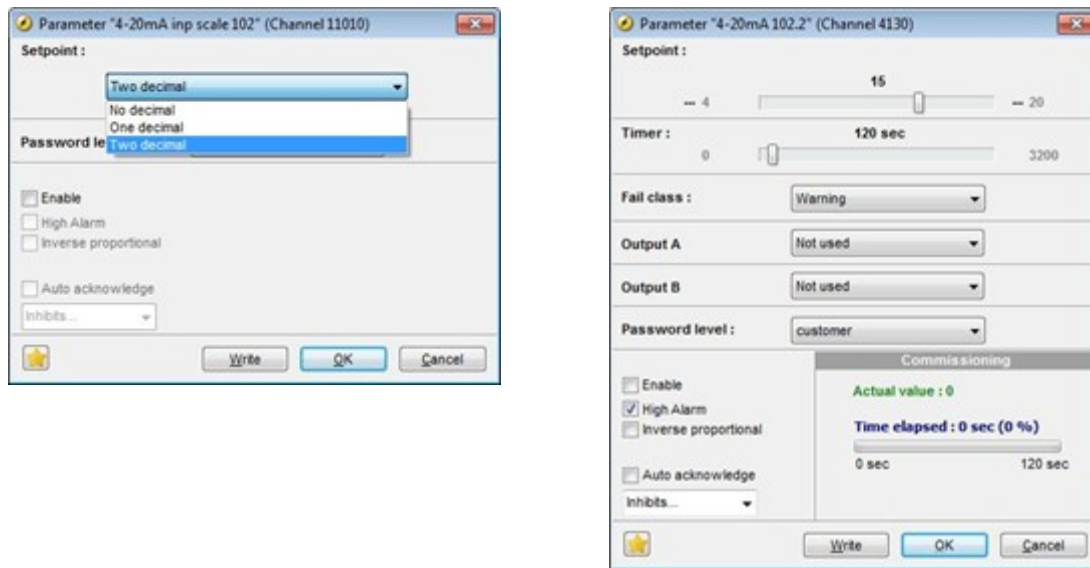 Parameter "4-20mA inp scale 102" (Channel 11010)
Setpoint :
Two decimal
No decimal
One decimal
Two decimal
Password le
Enable
High Alarm
Inverse proportional
Auto acknowledge
Inhibits...
Write
OK
Cancel
Parameter "4-20mA 102.2" (Channel 4130)
Setpoint :
15
--- 4
--- 20
Timer :
120 sec
0
3200
Fail class :
Warning
Output A
Not used
Output B
Not used
Password level :
customer
Commissioning
Enable
High Alarm
Inverse proportional
Auto acknowledge
Inhibits...
Actual value : 0
Time elapsed : 0 sec (0 %)
0 sec
120 sec
Write
OK
Cancel